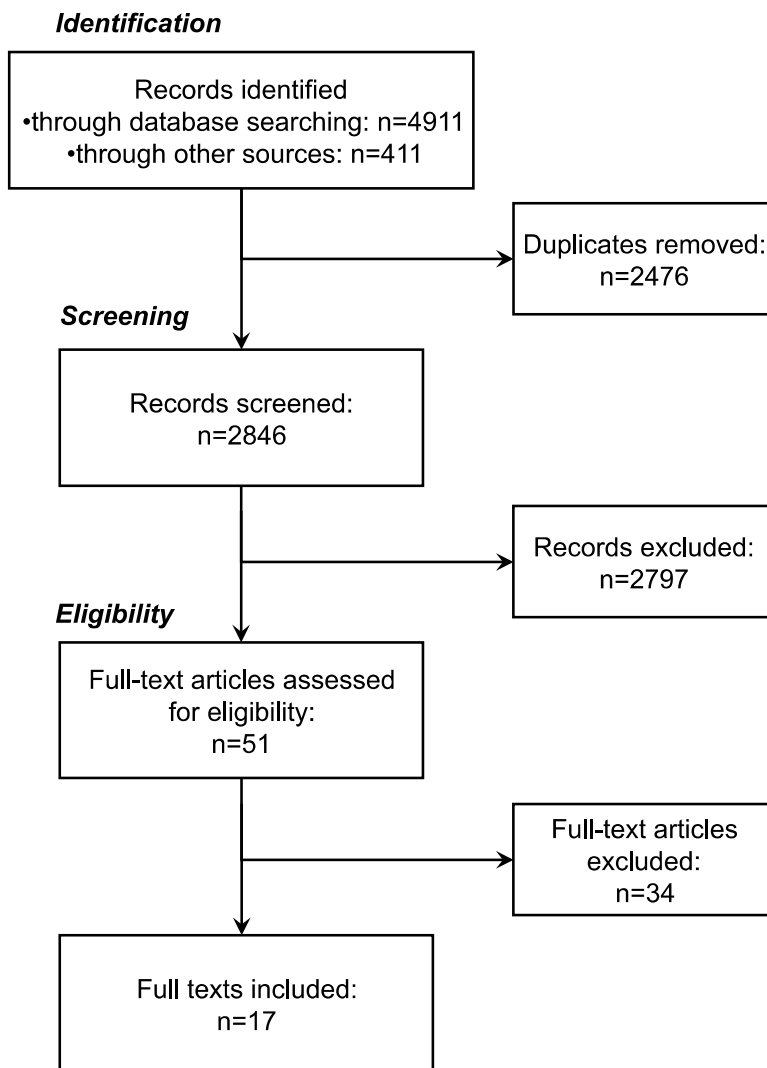 Identification
Records identified
•through database searching: n=4911
•through other sources: n=411
Duplicates removed:
n=2476
Screening
Records screened:
n=2846
Records excluded:
n=2797
Eligibility
Full-text articles assessed
for eligibility:
n=51
Full-text articles
excluded:
n=34
Full texts included:
n=17